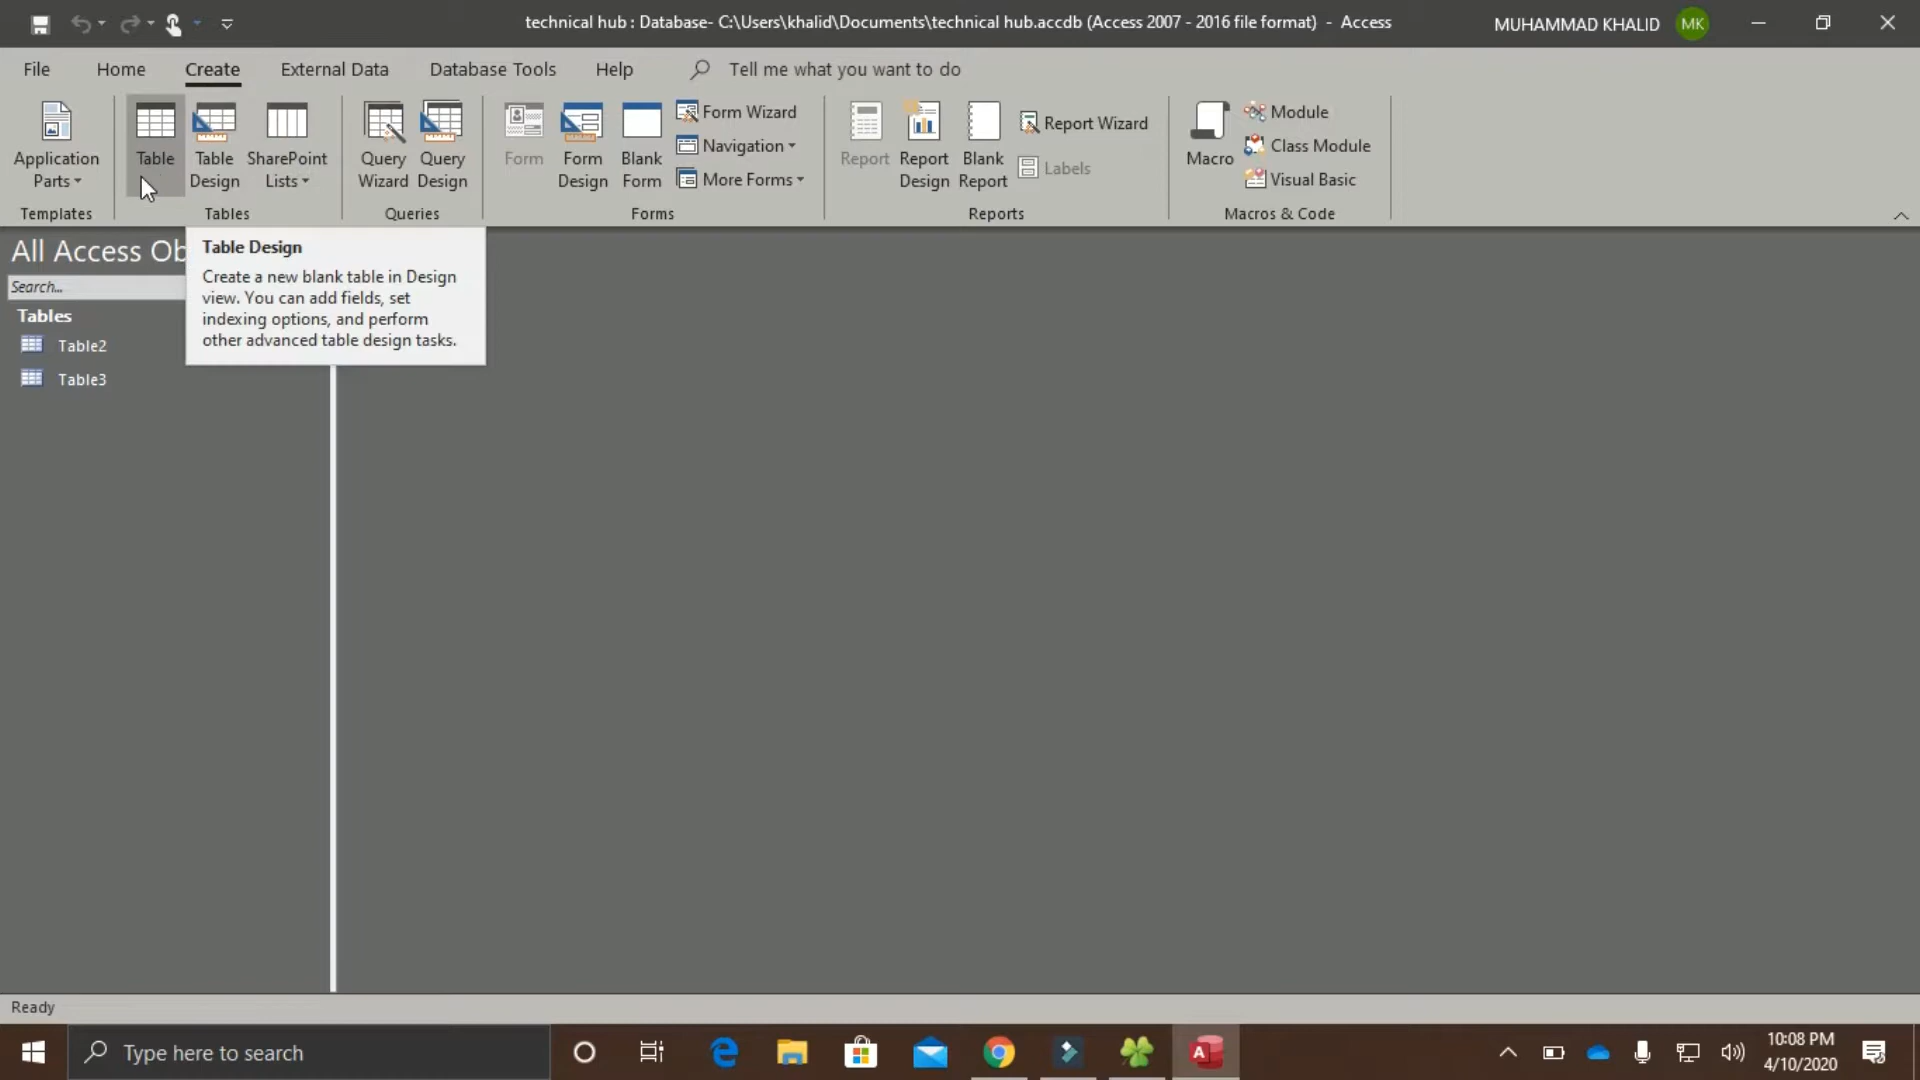 technical hub : Database- C:\Users\khalid\Documents\technical hub.accdb (Access 2007 - 2016 file format) - Access
MUHAMMAD KHALID
MK
File
Home
Create
External Data
Database Tools
Help
Tell me what you want to do
Application
Parts
Table
Table
Design
SharePoint
Lists
Query
Wizard
Query
Design
Form
Form
Design
Blank
Form
Form Wizard
Navigation
More Forms
Report
Report
Design
Blank
Report
Report Wizard
Labels
Macro
Module
Class Module
Visual Basic
Templates
Tables
Queries
Forms
Reports
Macros & Code
All Access Ob
Search...
Tables
Table2
Table3
Table Design
Create a new blank table in Design
view. You can add fields, set
indexing options, and perform
other advanced table design tasks.
Ready
Type here to search
10:08 PM
4/10/2020